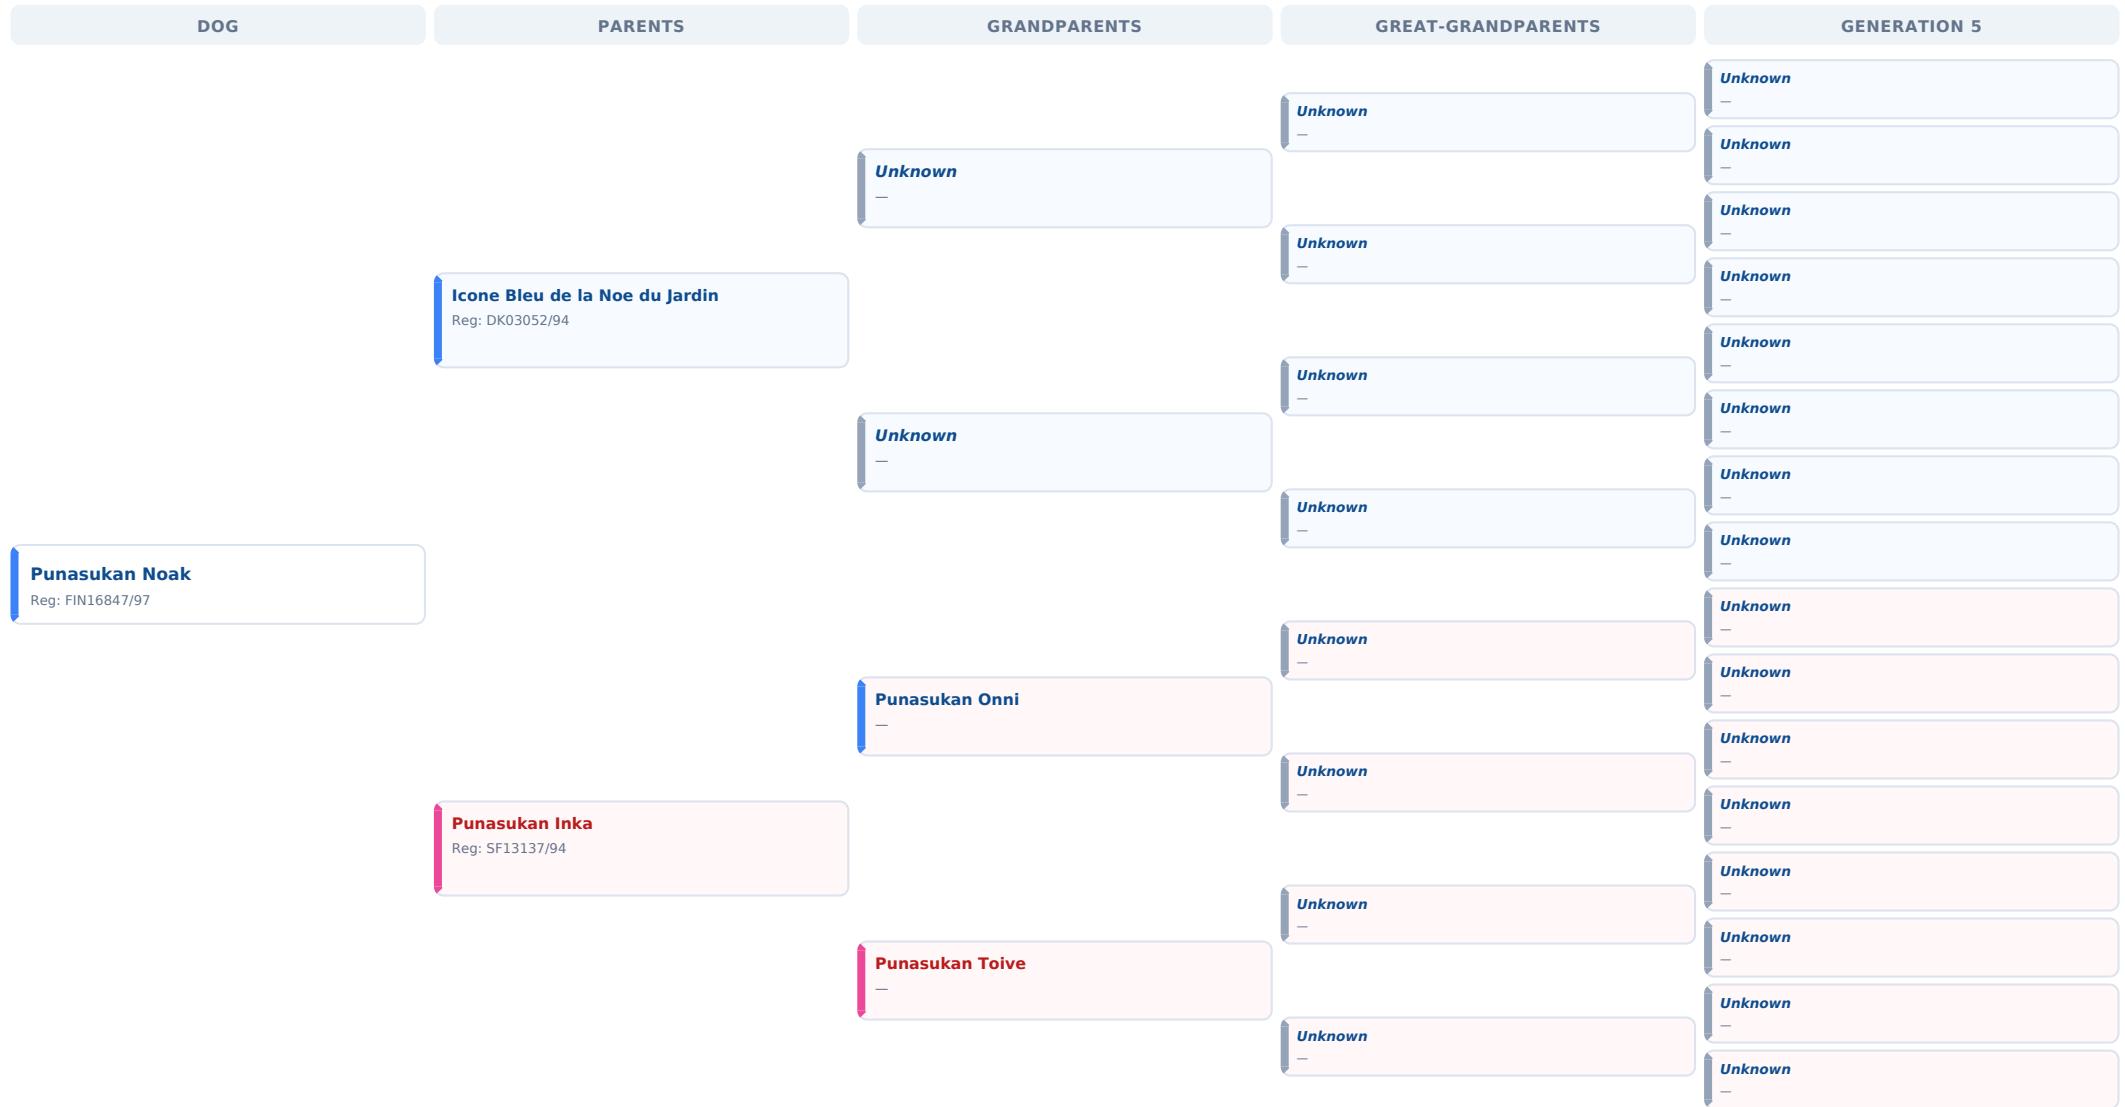 DOG
PARENTS
GRANDPARENTS
GREAT-GRANDPARENTS
GENERATION 5
Punasukan Noak
Reg: FIN16847/97
Icone Bleu de la Noe du Jardin
Reg: DK03052/94
Punasukan Inka
Reg: SF13137/94
Unknown
—
Unknown
—
Punasukan Onni
—
Punasukan Toive
—
Unknown
—
Unknown
—
Unknown
—
Unknown
—
Unknown
—
Unknown
—
Unknown
—
Unknown
—
Unknown
—
Unknown
—
Unknown
—
Unknown
—
Unknown
—
Unknown
—
Unknown
—
Unknown
—
Unknown
—
Unknown
—
Unknown
—
Unknown
—
Unknown
—
Unknown
—
Unknown
—
Unknown
—